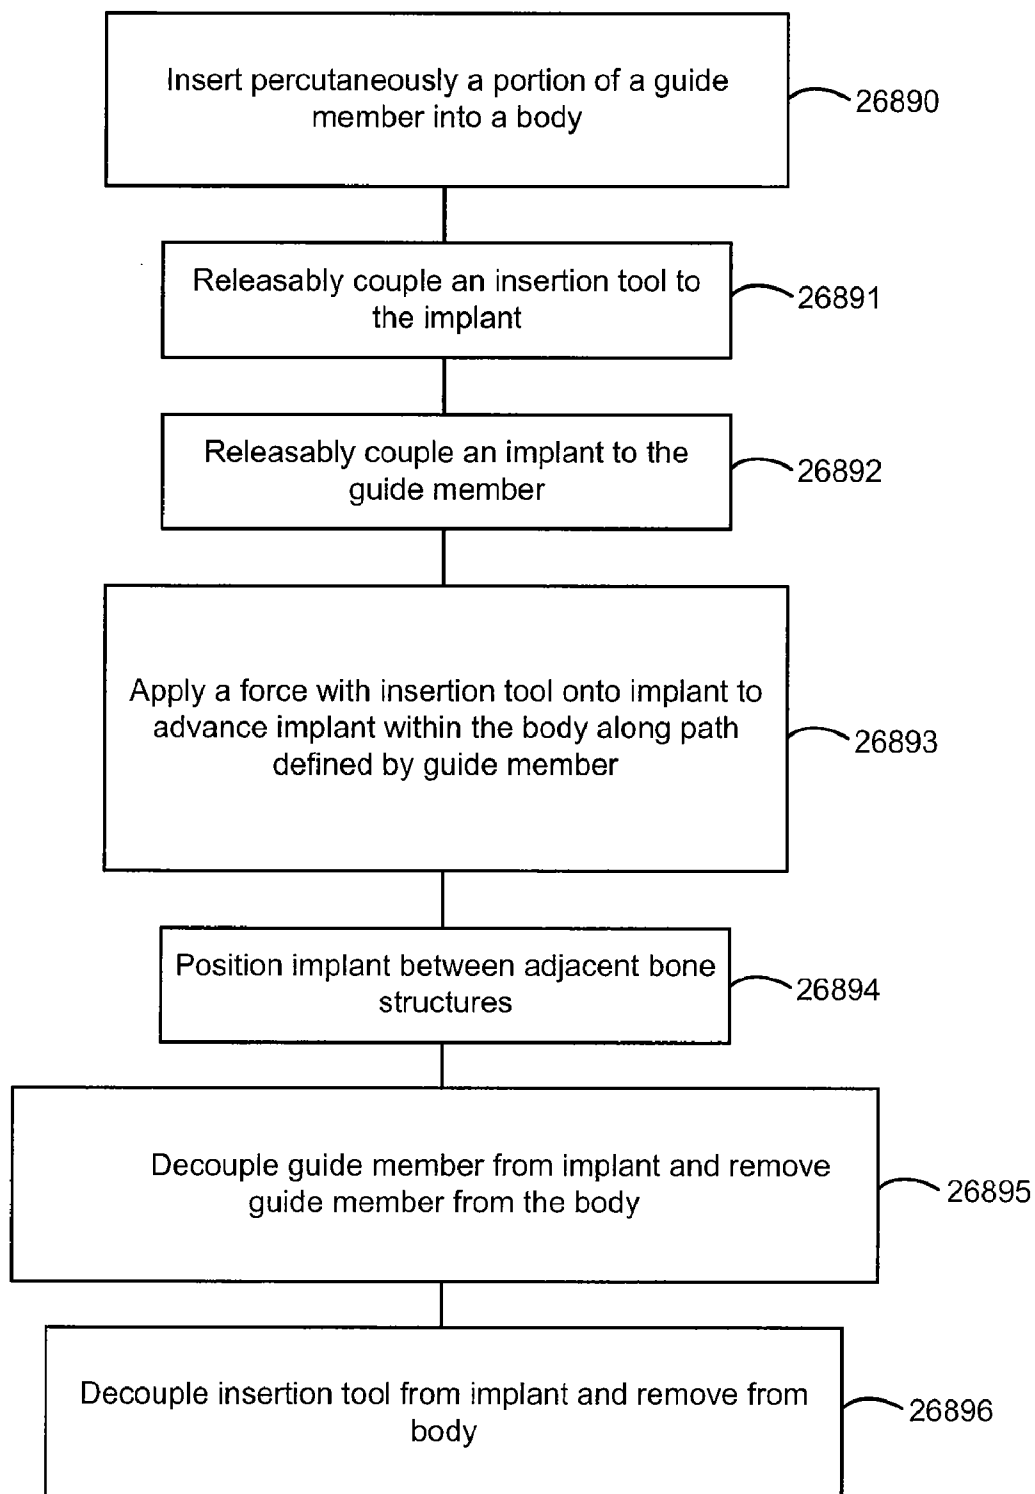 Insert percutaneously a portion of a guide
member into a body
26890
Releasably couple an insertion tool to
the implant
26891
Releasably couple an implant to the
guide member
26892
Apply a force with insertion tool onto implant to
advance implant within the body along path
defined by guide member
26893
Position implant between adjacent bone
structures
26894
Decouple guide member from implant and remove
guide member from the body
26895
Decouple insertion tool from implant and remove from
body
26896